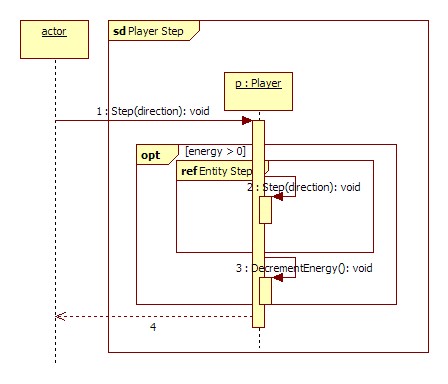 actor
sd Player Step
p : Player
1 : Step(direction): void
opt
[energy > 0]
ref Entity Step
2 : Step(direction): void
3 : DecrementEnergy(): void
4